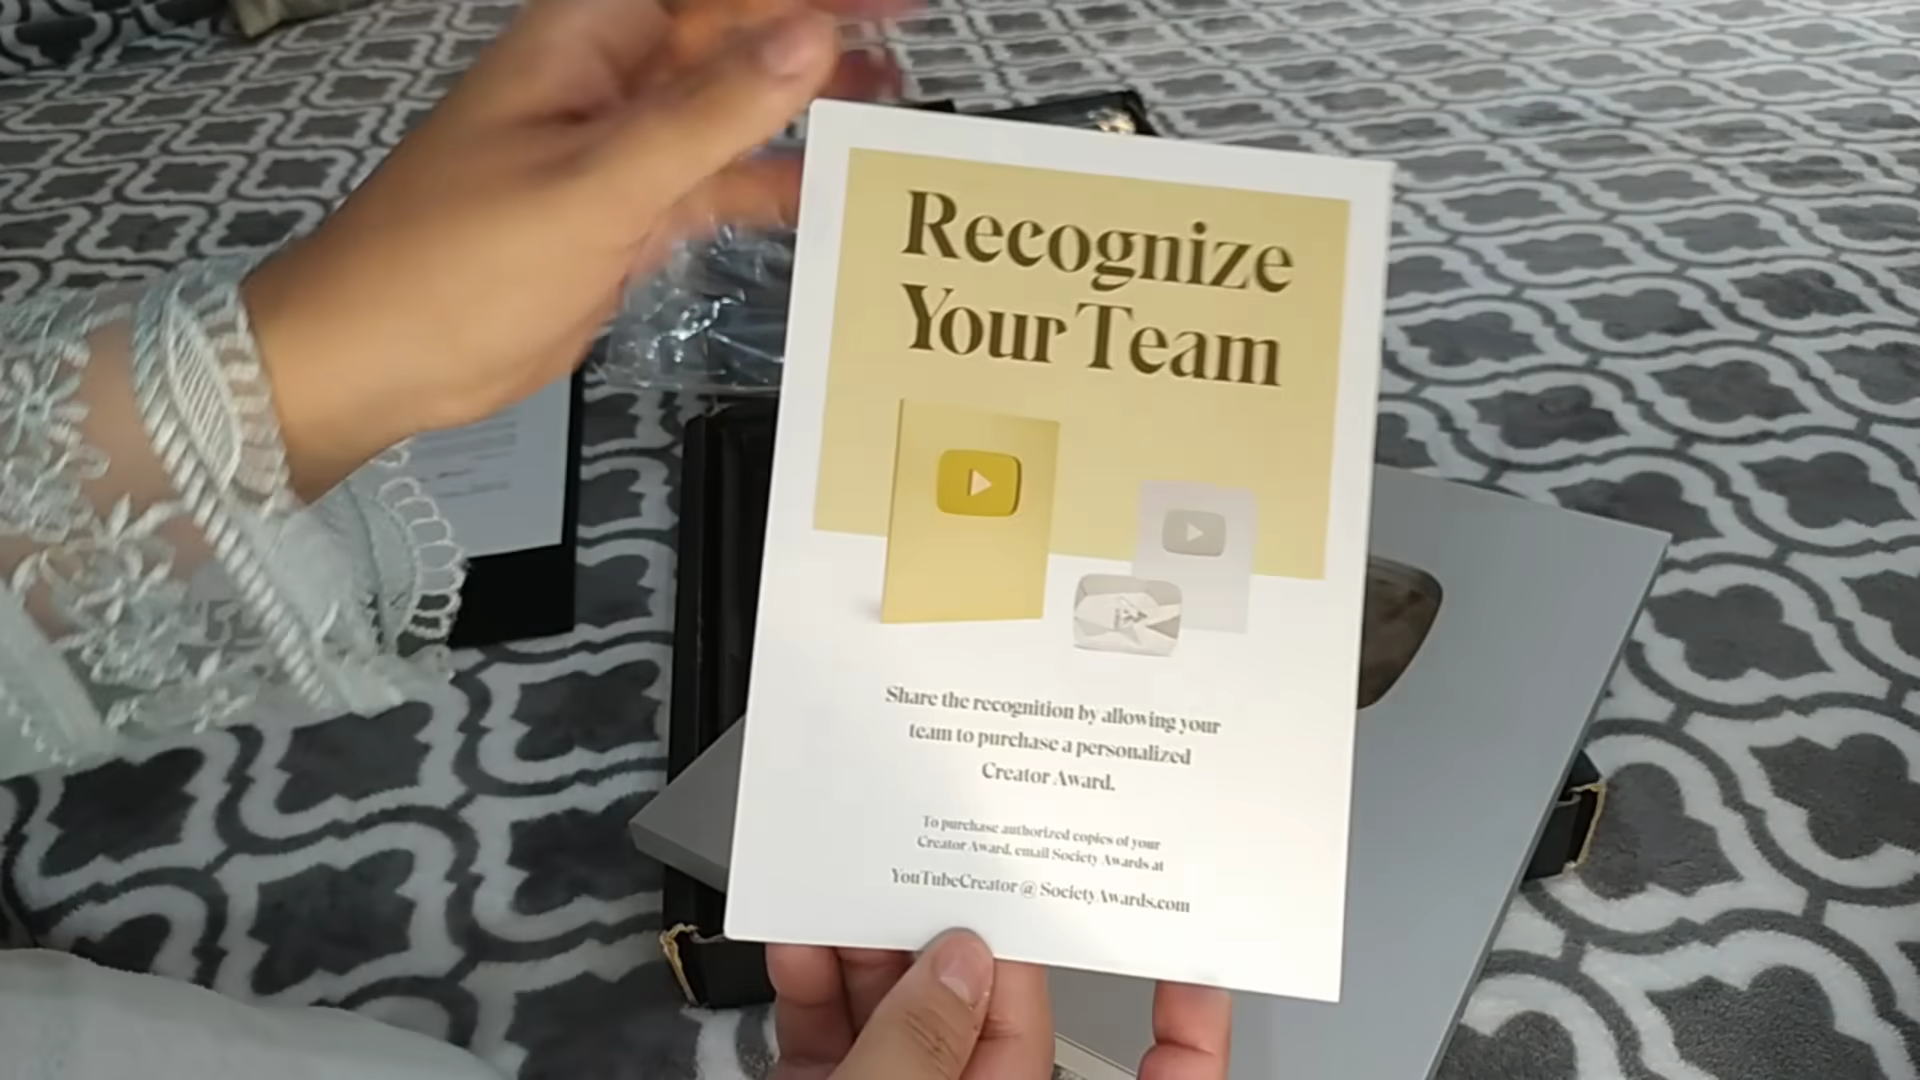 Recognize
Your Team
Share the recognition by allowing your
team to purchase a personalized
Creator Award.
To purchase authorized copies of your
Creator Award, email Society Awards at
YouTubeCreator@SocietyAwards.com